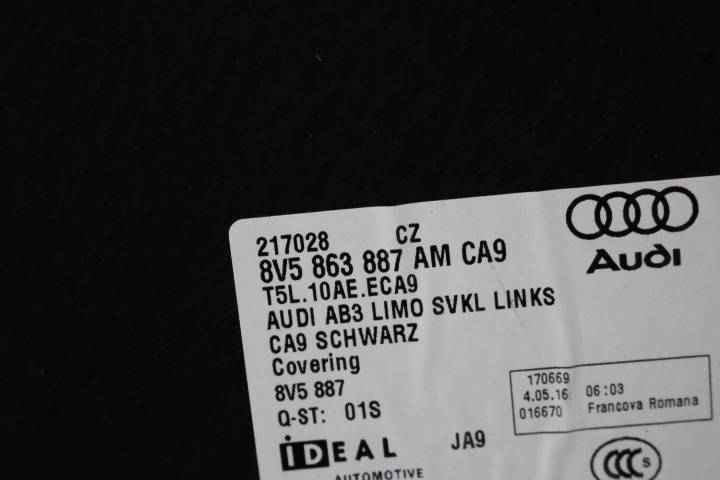 217028 CZ
8V5 863 887 AM CA9
T5L.10AE.ECA9
AUDI AB3 LIMO SVKL LINKS
CA9 SCHWARZ
Covering
8V5 887
Q-ST: 01S
iDEAL JA9
AUTOMOTIVE
Audi
170669
4.05.16 06:03
016670 Francova Romana
CCC S